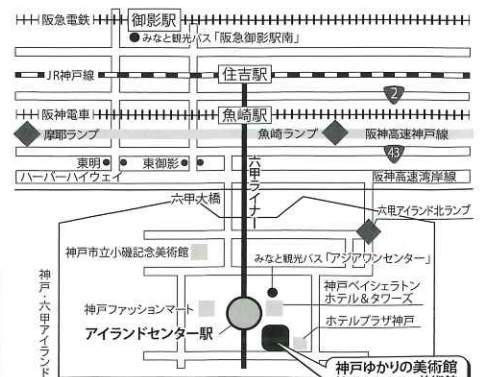 阪急電鉄
御影駅
みなと観光バス「阪急御影駅南」
JR神戸線
住吉駅
2
阪神電車
魚崎駅
摩耶ランプ
魚崎ランプ
阪神高速神戸線
43
東明
東御影
ハーバーハイウェイ
六甲ライナー
阪神高速湾岸線
六甲大橋
六甲アイランド北ランプ
神戸市立小磯記念美術館
みなと観光バス「アジアワンセンター」
神戸・六甲アイランド
神戸ベイシェラトン
ホテル&タワーズ
神戸ファッションマート
アイランドセンター駅
ホテルプラザ神戸
神戸ゆかりの美術館